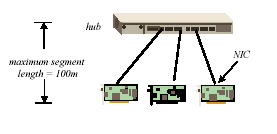 hub
NIC
maximum segment
length = 100m